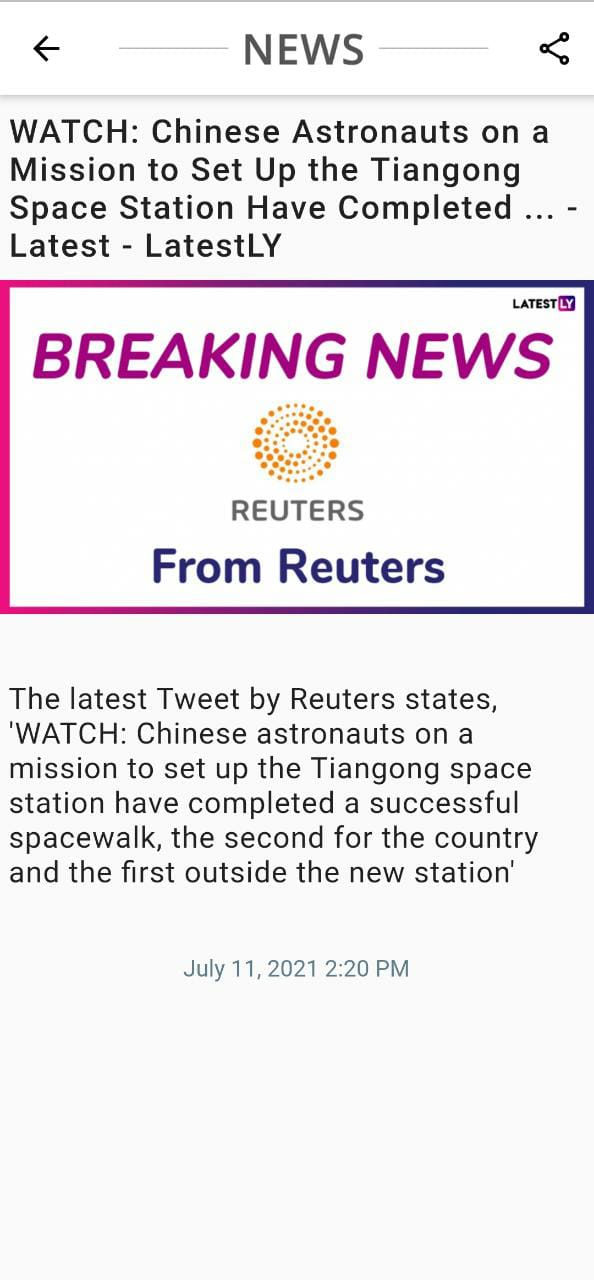 NEWS
WATCH: Chinese Astronauts on a
Mission to Set Up the Tiangong
Space Station Have Completed ... -
Latest - LatestLY
LATESTLY
BREAKING NEWS
REUTERS
From Reuters
The latest Tweet by Reuters states,
'WATCH: Chinese astronauts on a
mission to set up the Tiangong space
station have completed a successful
spacewalk, the second for the country
and the first outside the new station'
July 11, 2021 2:20 PM